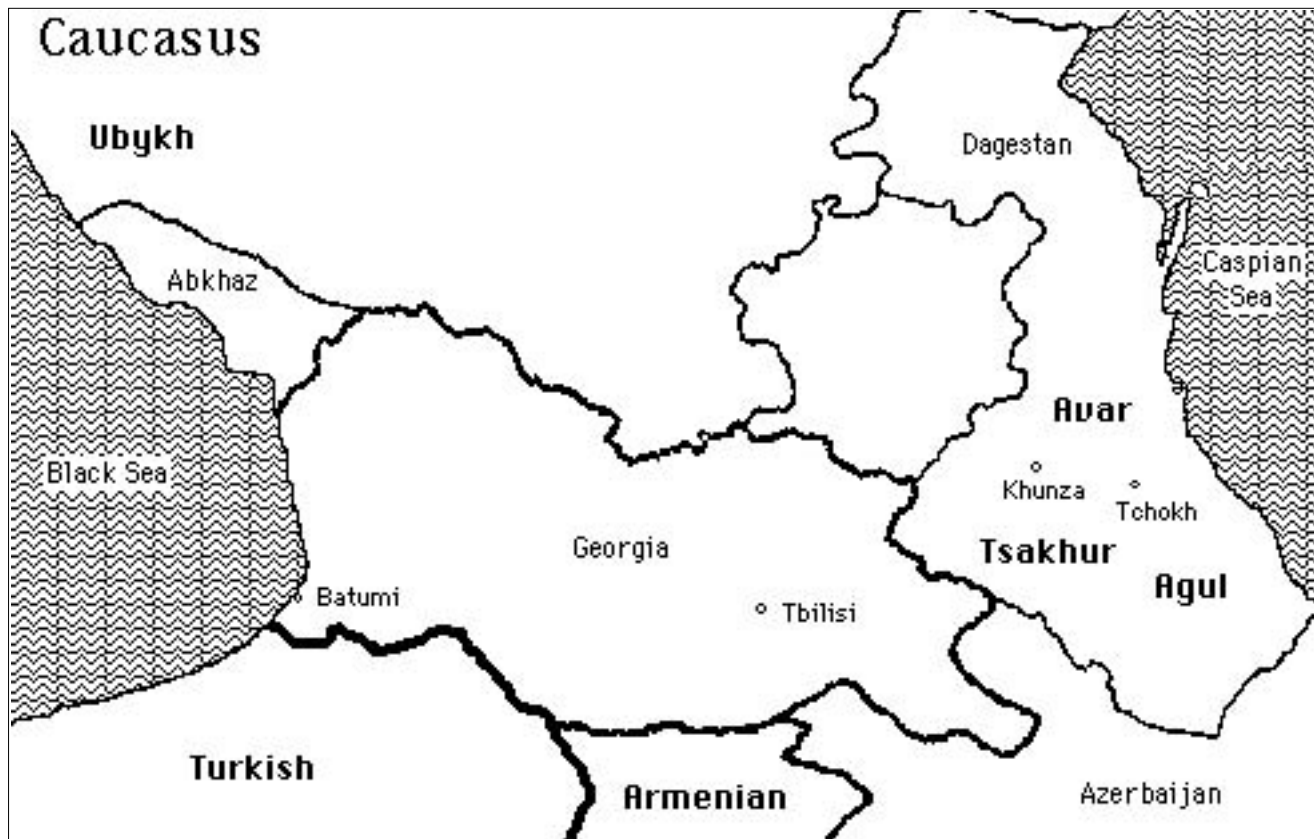 Caucasus
Ubykh
Dagestan
Abkhaz
Caspian
Sea
Avar
Black Sea
Khunza
Tchokh
Georgia
Tsakhur
Agul
Batumi
Tbilisi
Turkish
Armenian
Azerbaijan